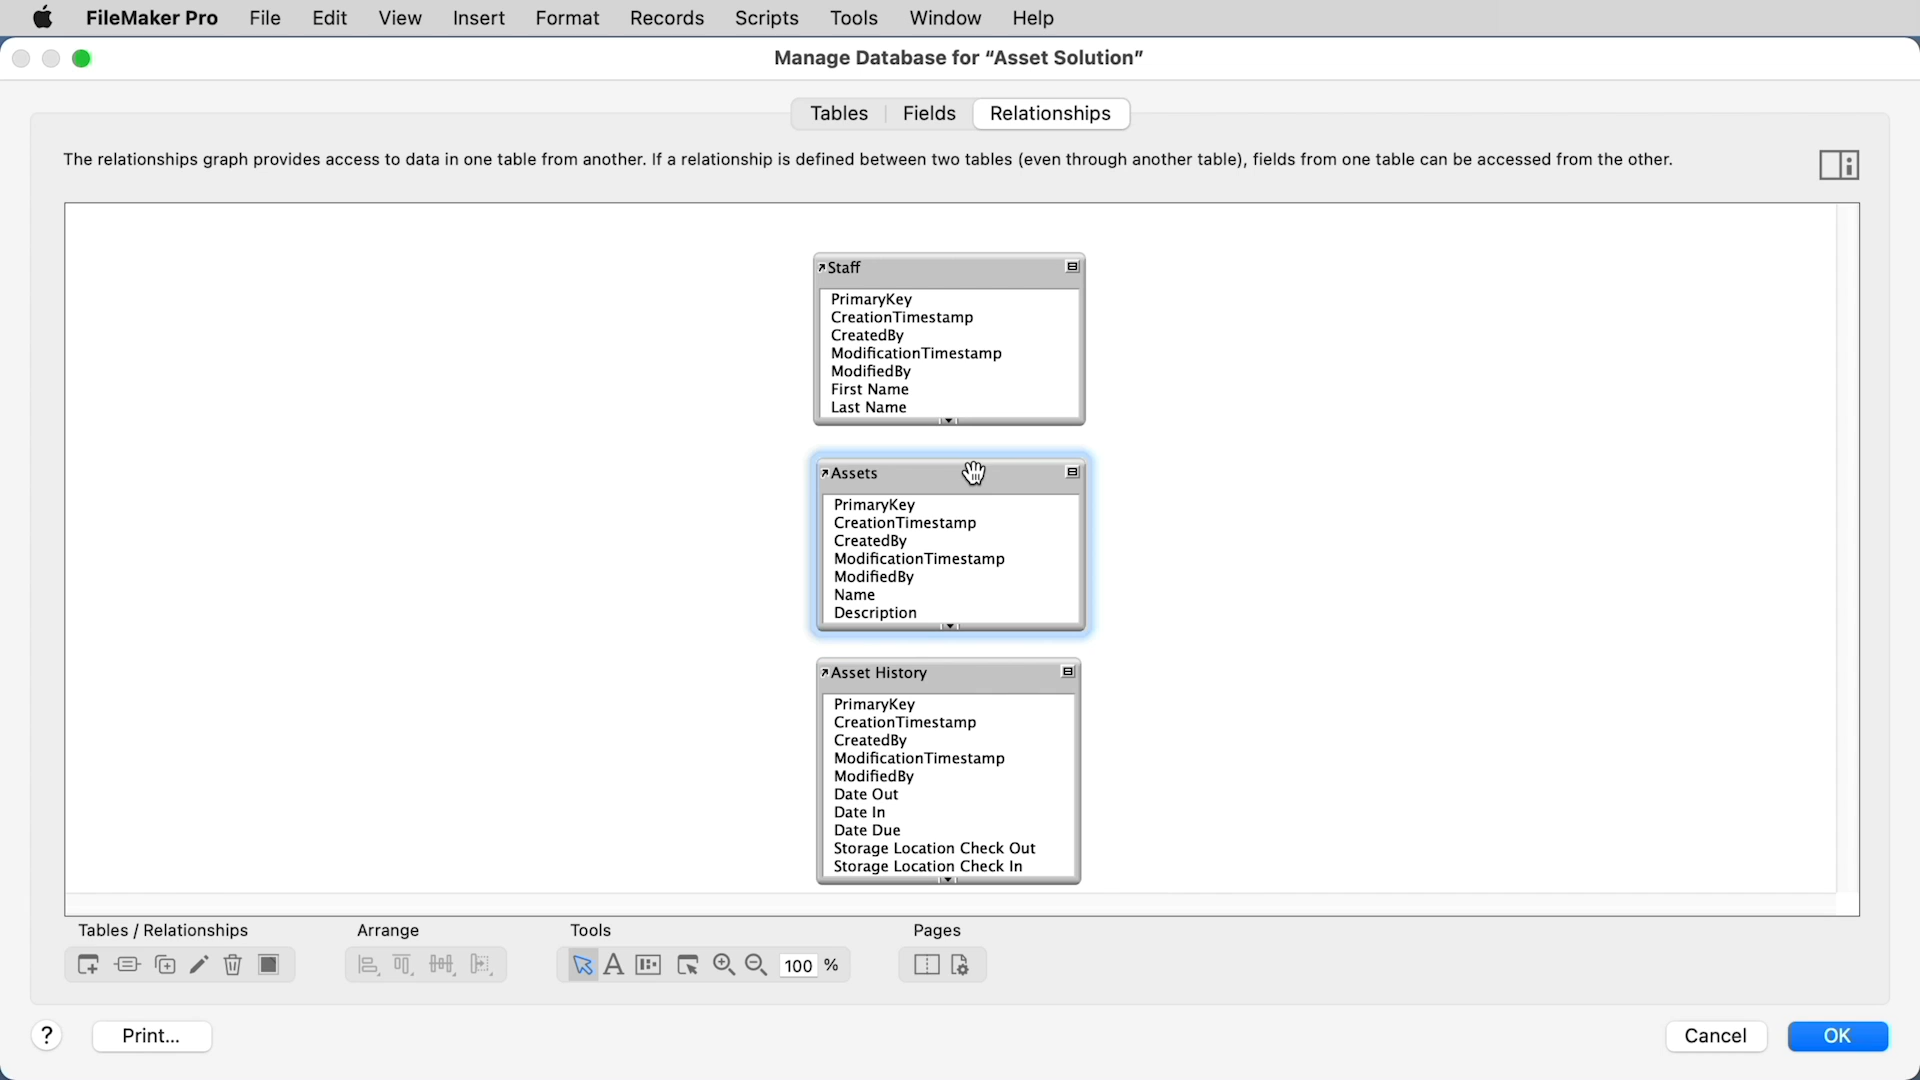 FileMaker Pro File Edit View Insert Format Records Scripts Tools Window Help
Manage Database for “Asset Solution”
Tables Fields Relationships
The relationships graph provides access to data in one table from another. If a relationship is defined between two tables (even through another table), fields from one table can be accessed from the other.
Staff
PrimaryKey
CreationTimestamp
CreatedBy
ModificationTimestamp
ModifiedBy
First Name
Last Name
Assets
PrimaryKey
CreationTimestamp
CreatedBy
ModificationTimestamp
ModifiedBy
Name
Description
Asset History
PrimaryKey
CreationTimestamp
CreatedBy
ModificationTimestamp
ModifiedBy
Date Out
Date In
Date Due
Storage Location Check Out
Storage Location Check In
Tables / Relationships Arrange Tools Pages
100 %
? Print... Cancel OK